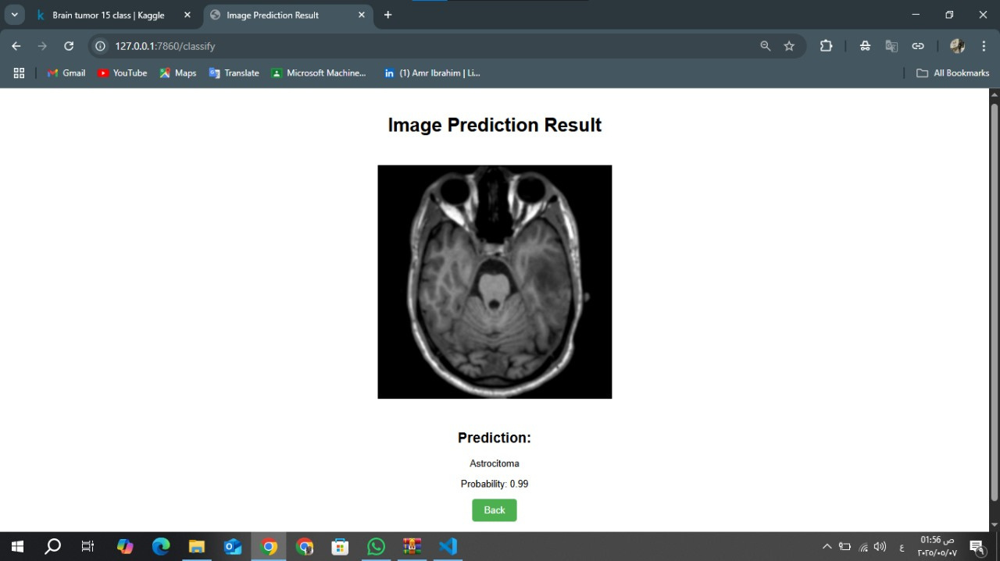 Brain tumor 15 class | Kaggle
Image Prediction Result
127.0.0.1:7860/classify
Gmail
YouTube
Maps
Translate
Microsoft Machine...
(1) Amr Ibrahim | Li...
All Bookmarks
Image Prediction Result
Prediction:
Astrocitoma
Probability: 0.99
Back
ع
01:56 ص
٢٠٢٥/٠٥/٠٧